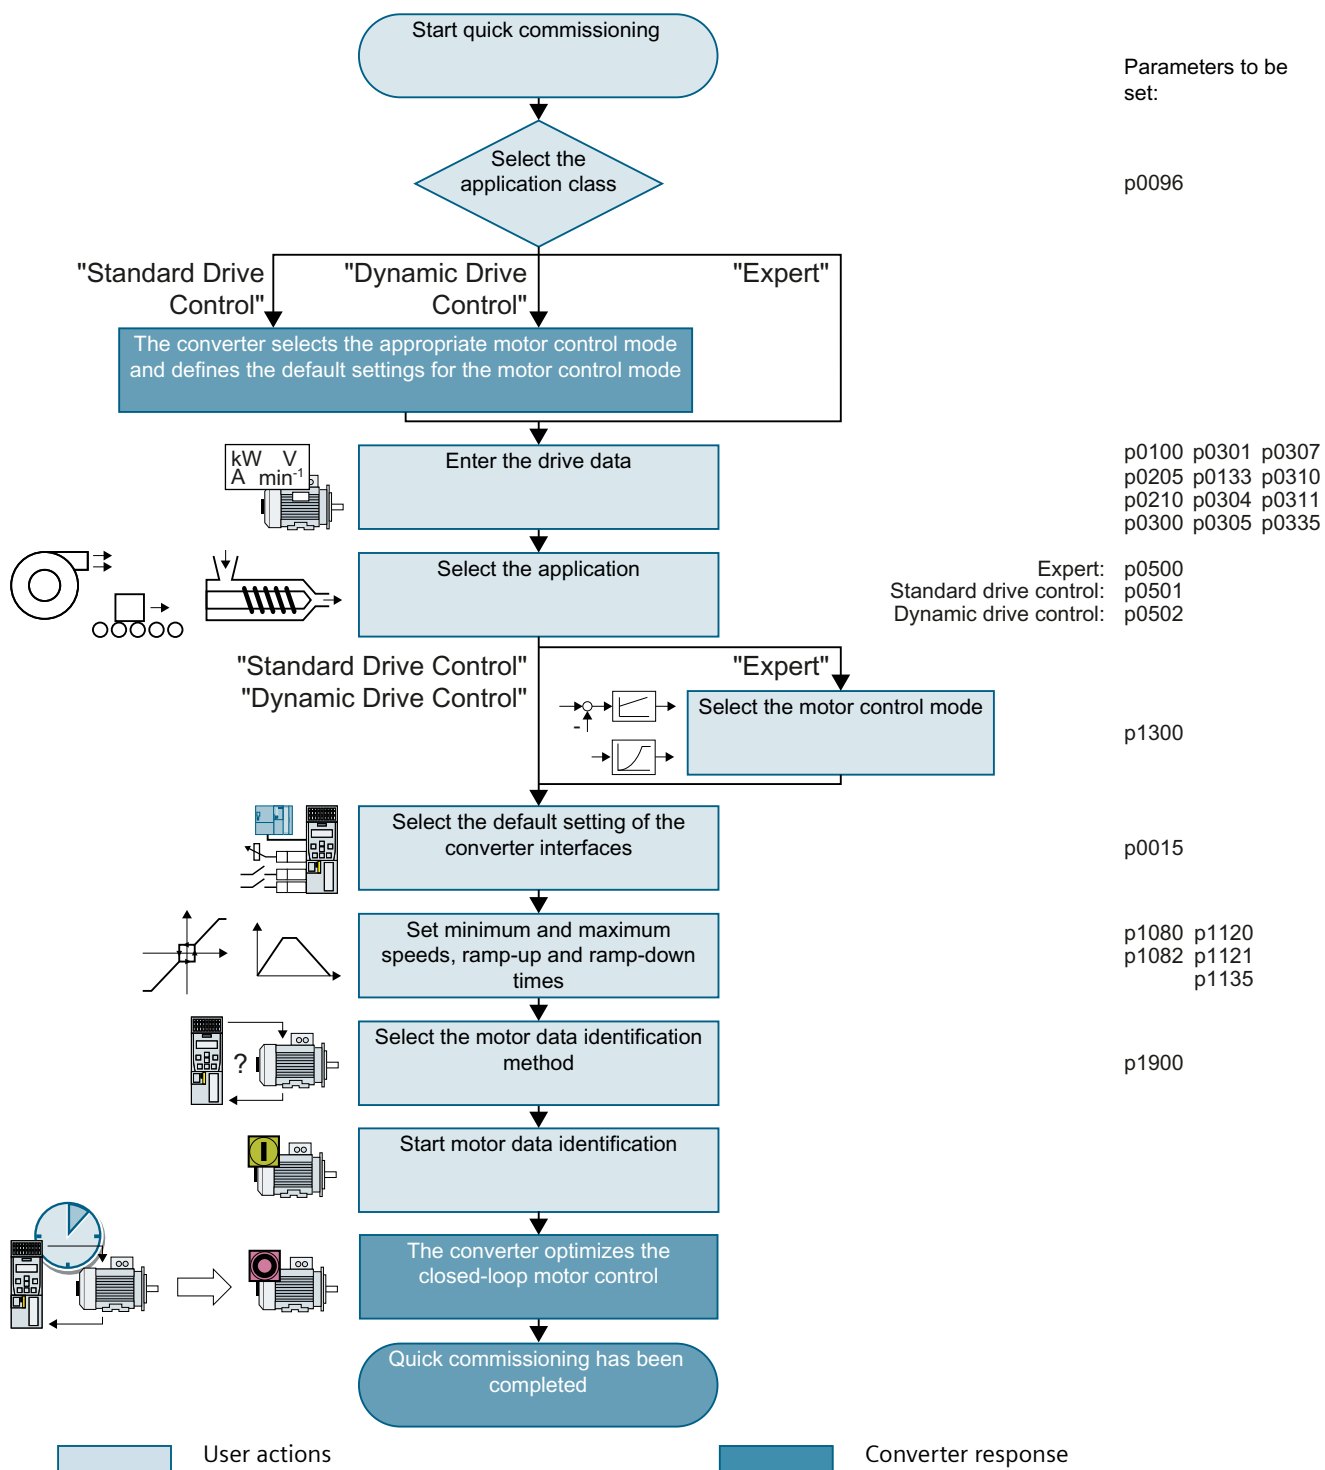 Start quick commissioning
Parameters to be
set:
Select the
application class
p0096
"Standard Drive
Control"
"Dynamic Drive
Control"
"Expert"
The converter selects the appropriate motor control mode
and defines the default settings for the motor control mode
kW V
A min-1
Enter the drive data
p0100 p0301 p0307
p0205 p0133 p0310
p0210 p0304 p0311
p0300 p0305 p0335
Select the application
Expert: p0500
Standard drive control: p0501
Dynamic drive control: p0502
"Standard Drive Control"
"Dynamic Drive Control"
"Expert"
-
Select the motor control mode
p1300
Select the default setting of the
converter interfaces
p0015
Set minimum and maximum
speeds, ramp-up and ramp-down
times
p1080 p1120
p1082 p1121
p1135
?
Select the motor data identification
method
p1900
Start motor data identification
The converter optimizes the
closed-loop motor control
Quick commissioning has been
completed
User actions
Converter response